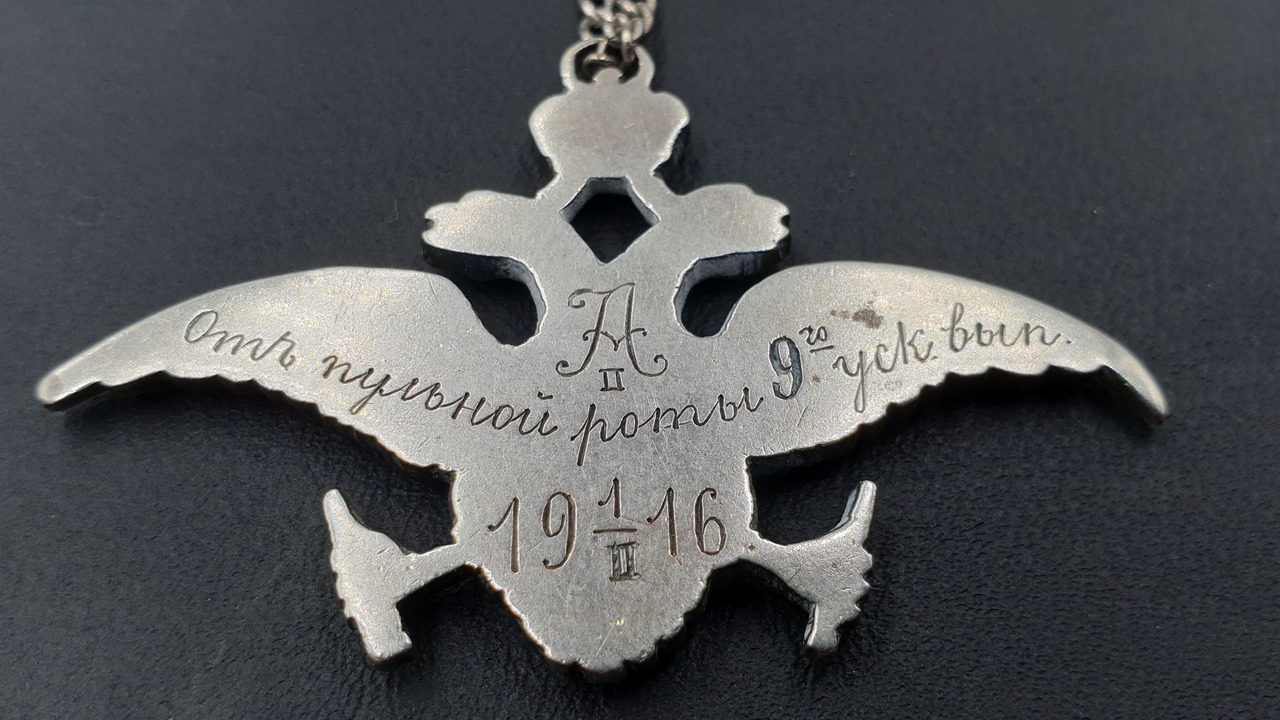 А
II
Отъ пульной роты 9го уск. вып.
19 1/II 16